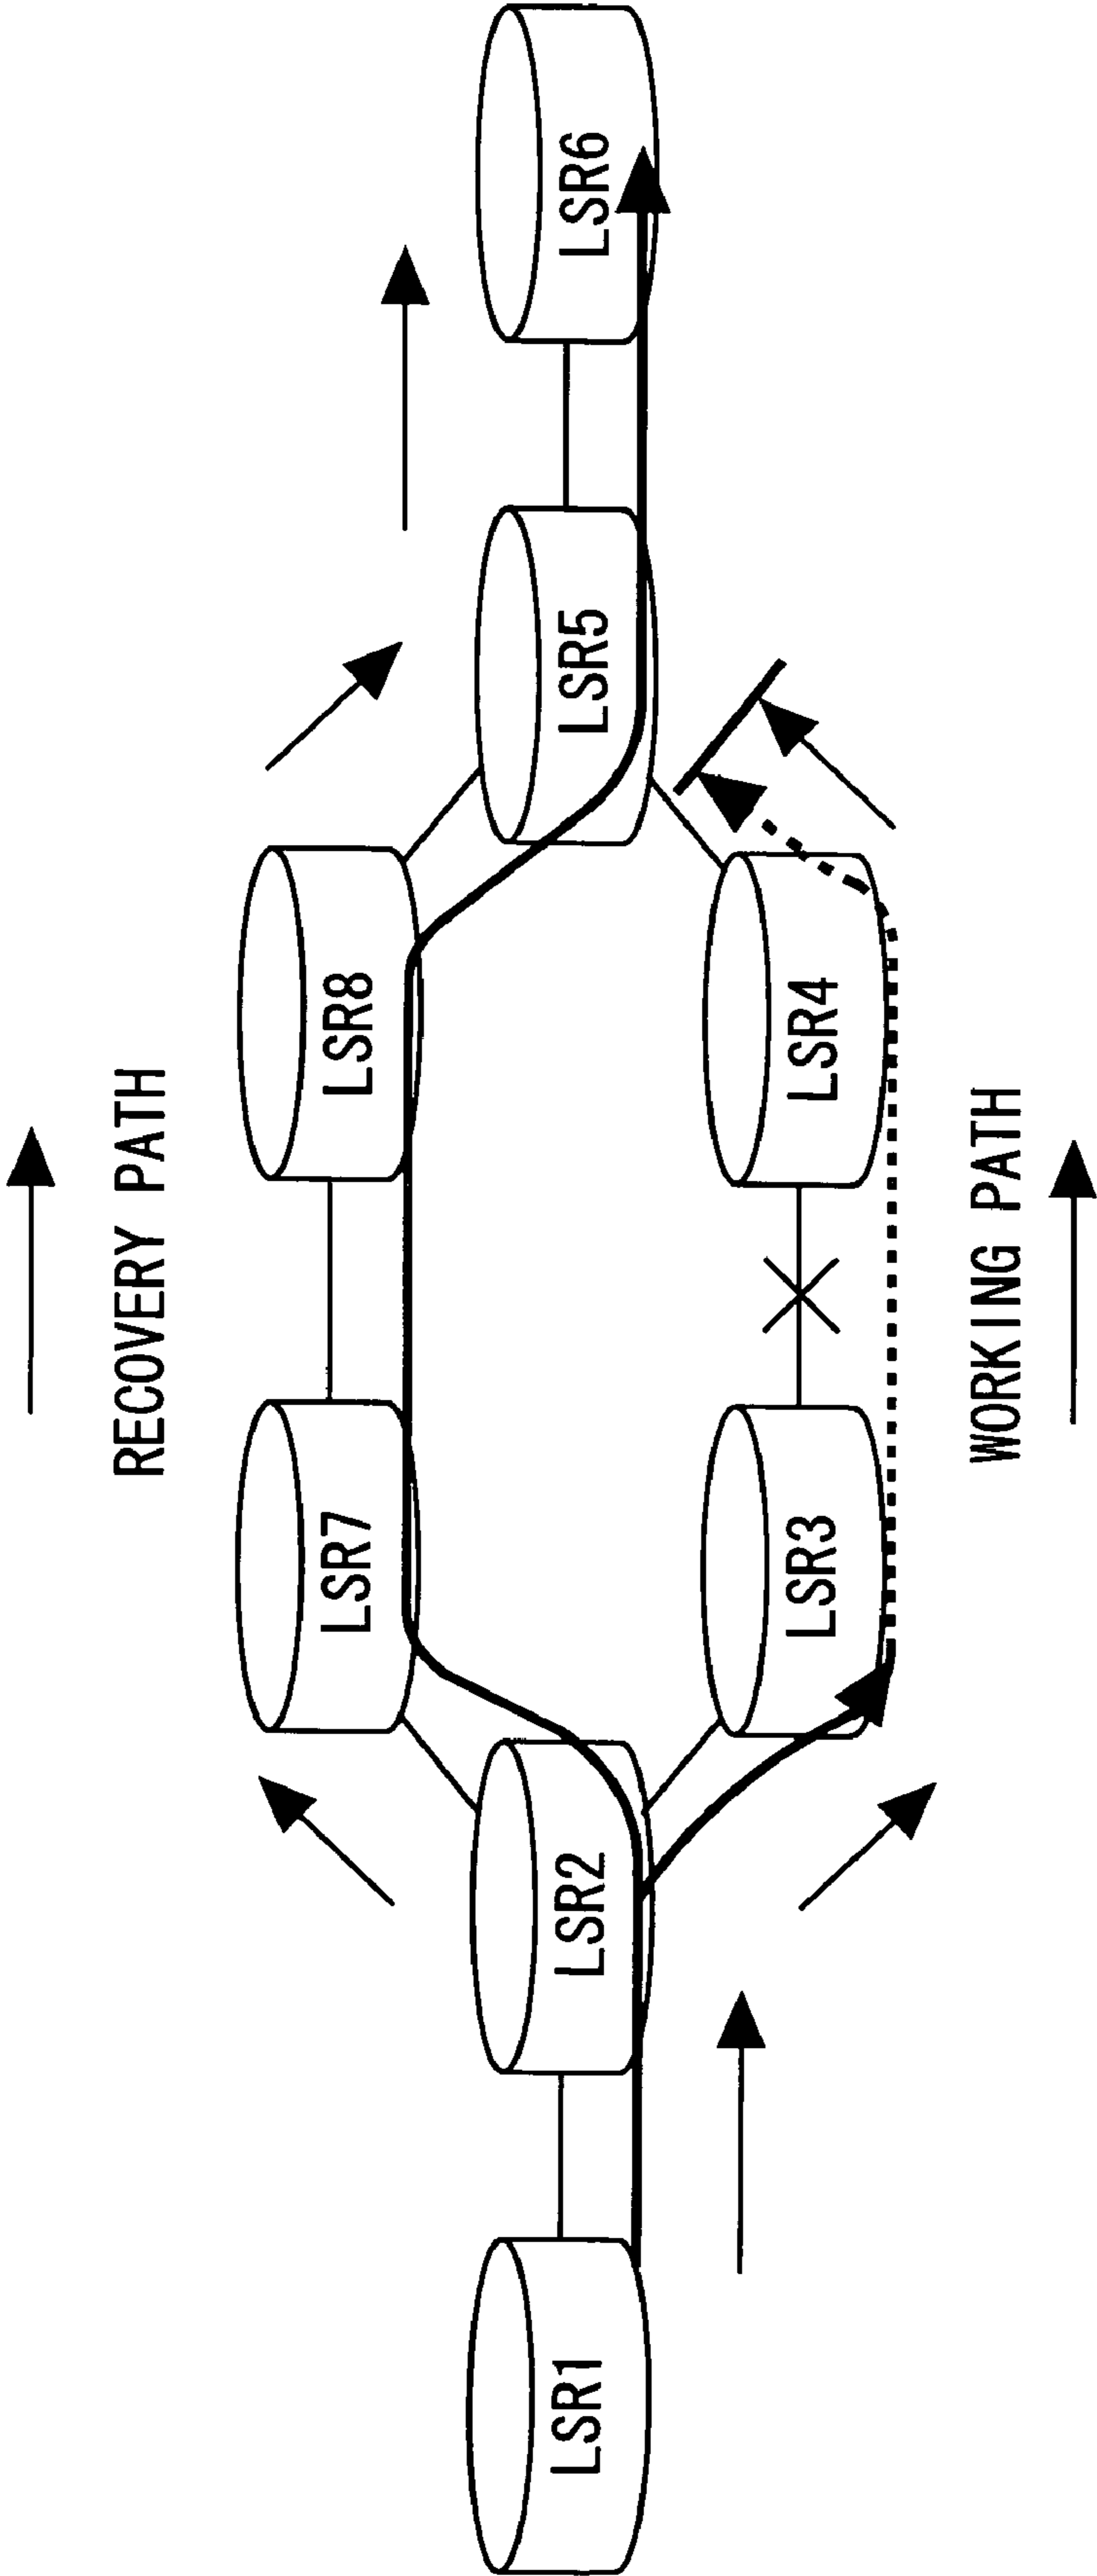 RECOVERY PATH
LSR7
LSR8
LSR1
LSR2
LSR5
LSR6
LSR3
LSR4
WORKING PATH